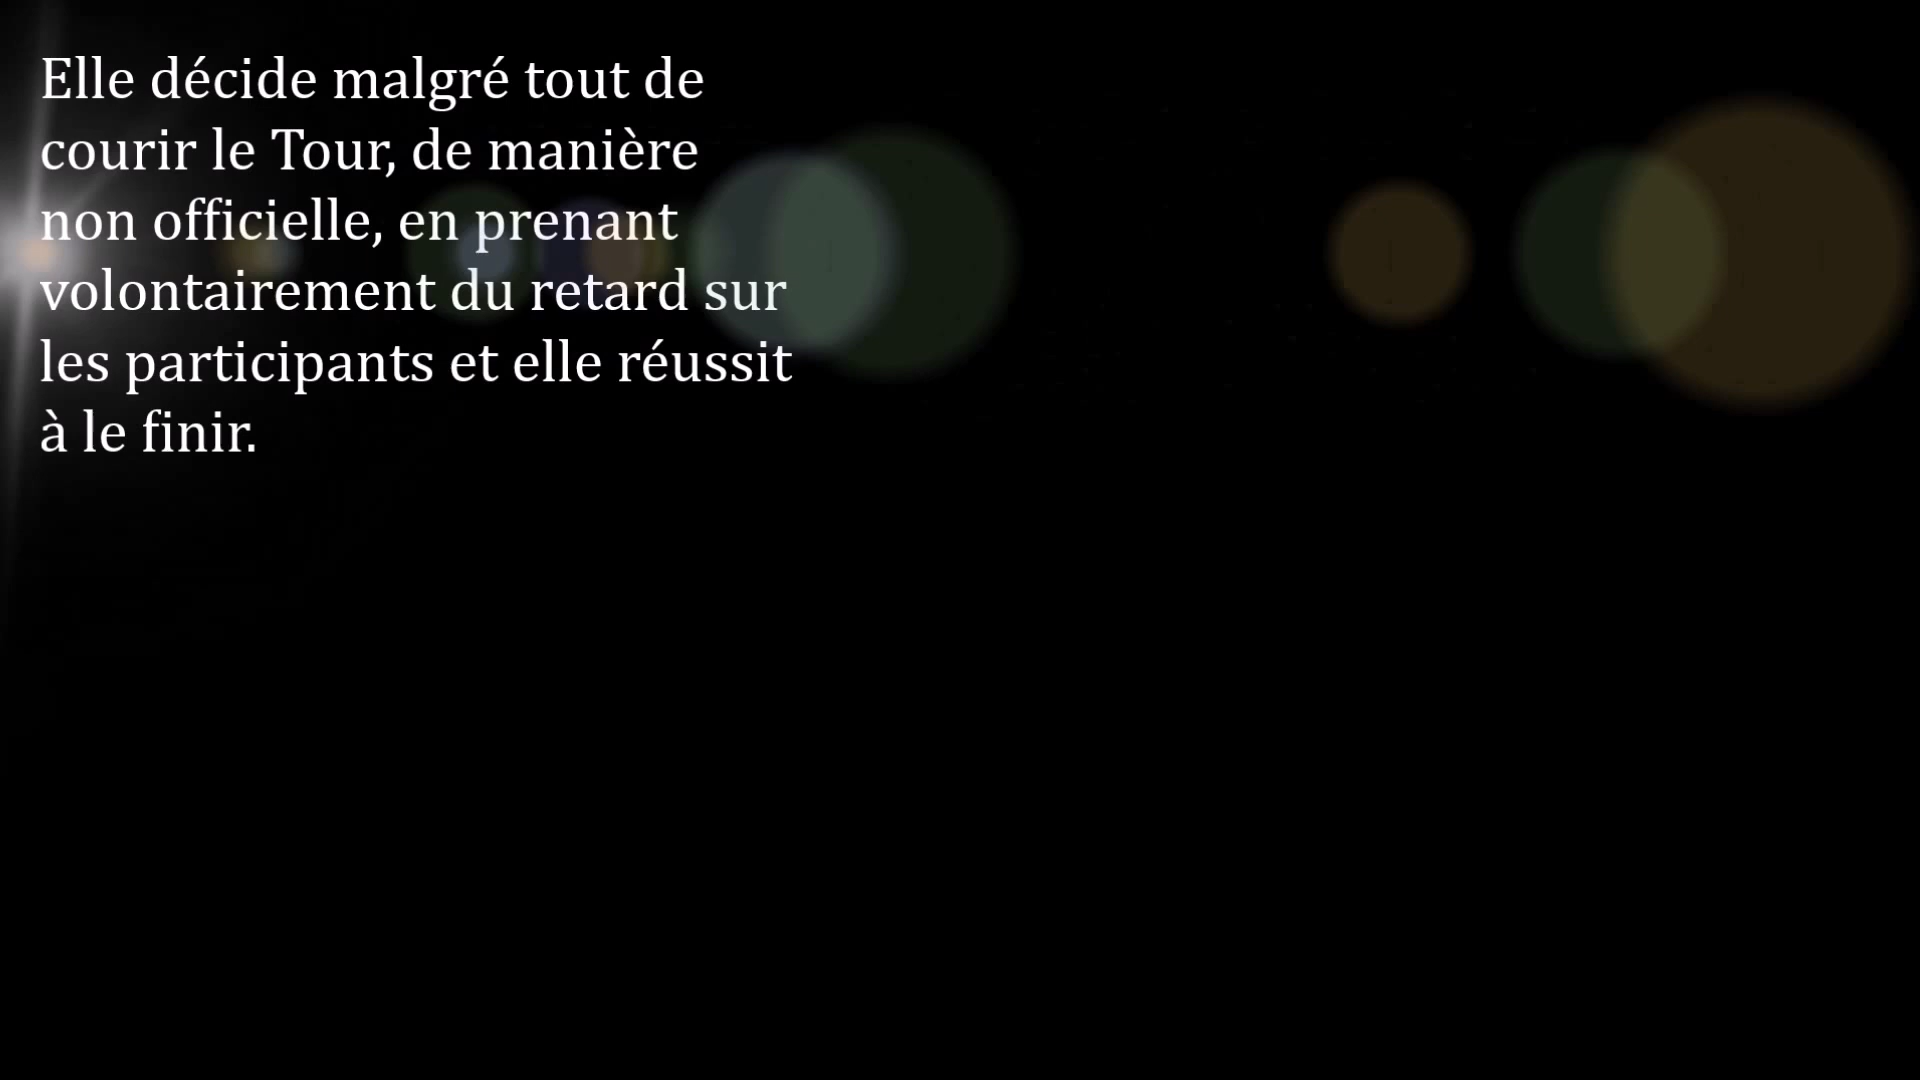 Elle décide malgré tout de
courir le Tour, de manière
non officielle, en prenant
volontairement du retard sur
les participants et elle réussit
à le finir.